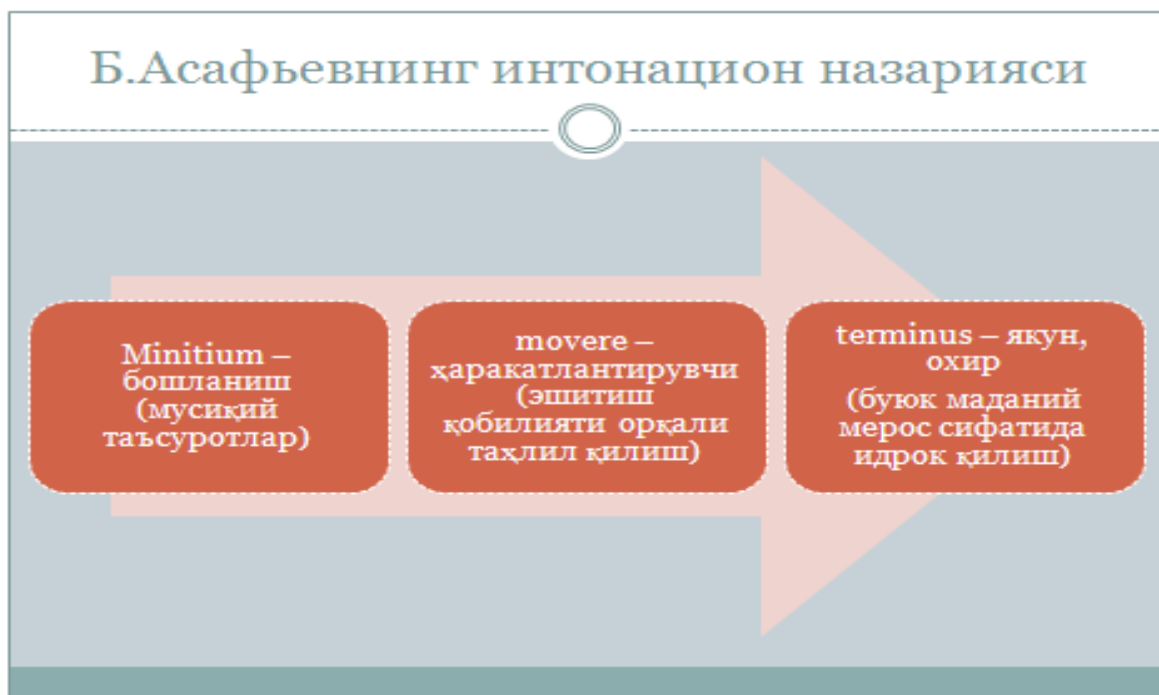 Б.Асафьевнинг интонацион назарияси
Minitium –
бошланиш
(мусиқий
таъсуротлар)
movere –
ҳаракатлантирувчи
(эшитиш
қобилияти орқали
таҳлил қилиш)
terminus – якун,
охир
(буюк маданий
мерос сифатида
идрок қилиш)